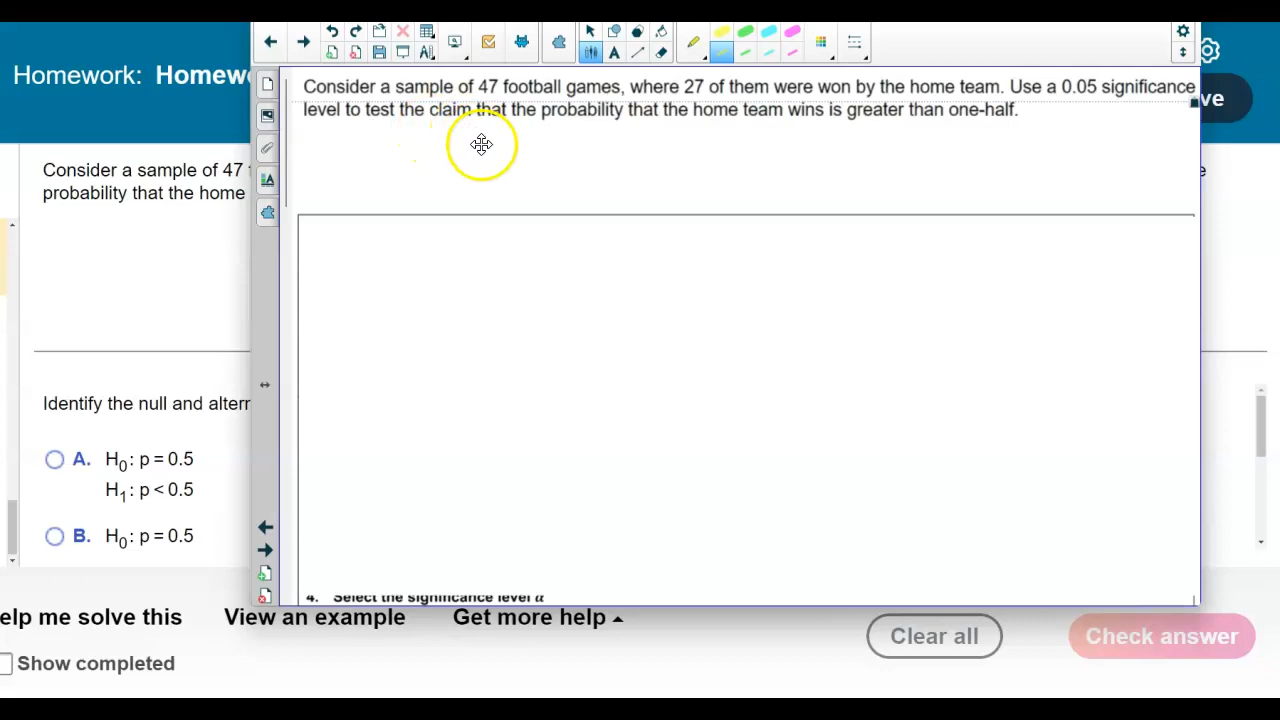 Homework: Homew
ve
Consider a sample of 47 football games, where 27 of them were won by the home team. Use a 0.05 significance
level to test the claim that the probability that the home team wins is greater than one-half.
Consider a sample of 47
probability that the home
Identify the null and altern
A. H0: p = 0.5
H1: p < 0.5
B. H0: p = 0.5
4. Select the significance level α
elp me solve this View an example Get more help
Clear all Check answer
Show completed